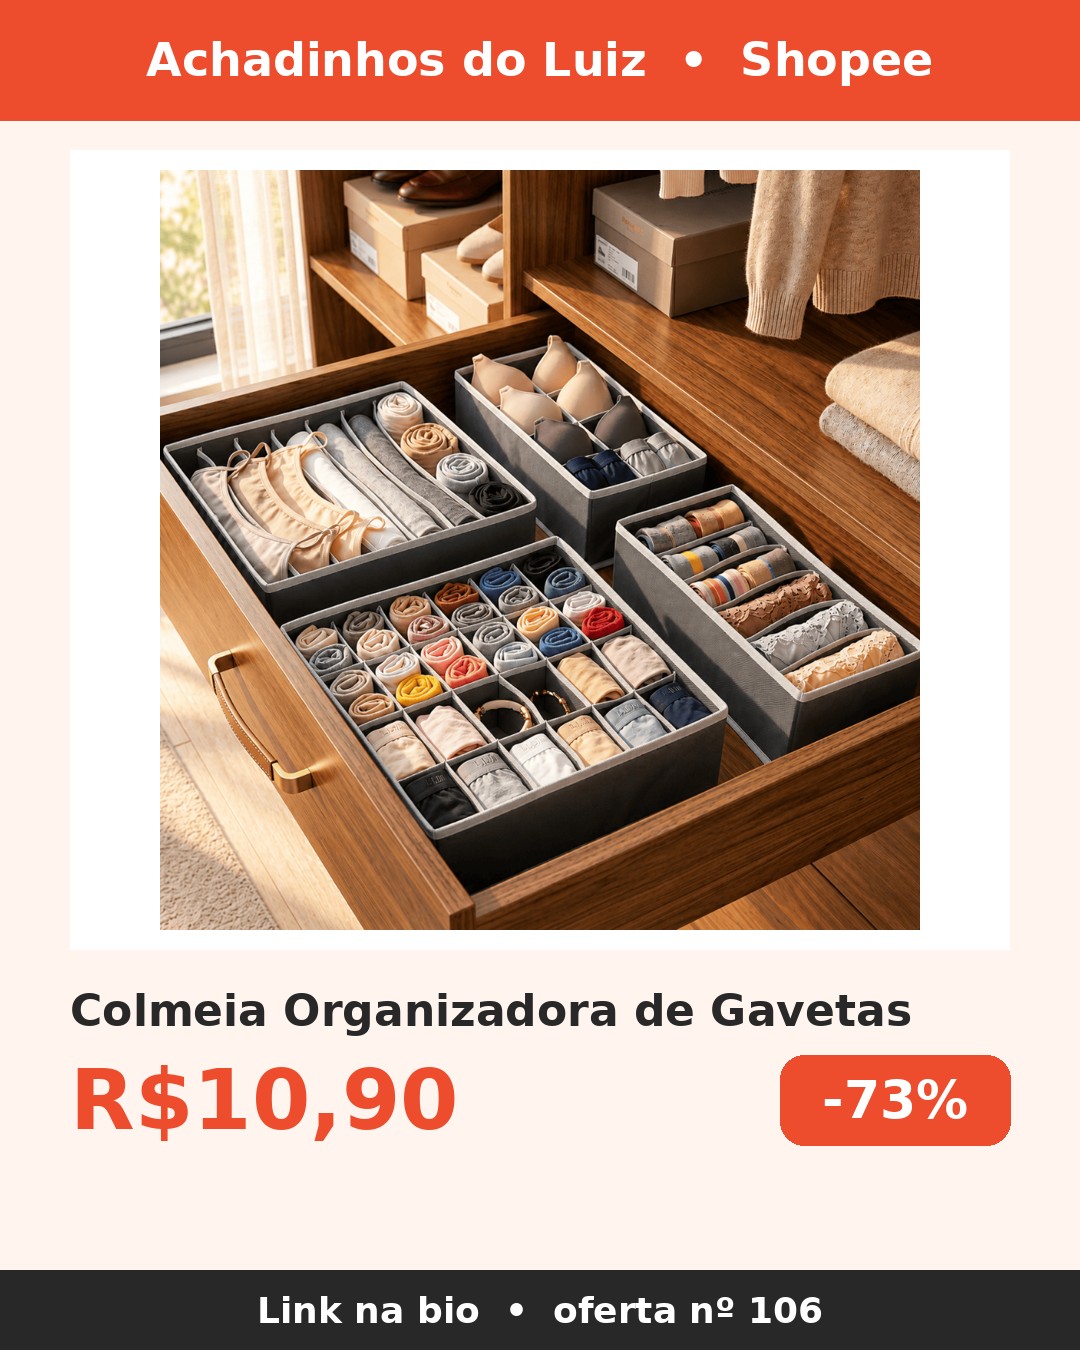 Achadinhos do Luiz • Shopee
Colmeia Organizadora de Gavetas
R$10,90
-73%
Link na bio • oferta nº 106